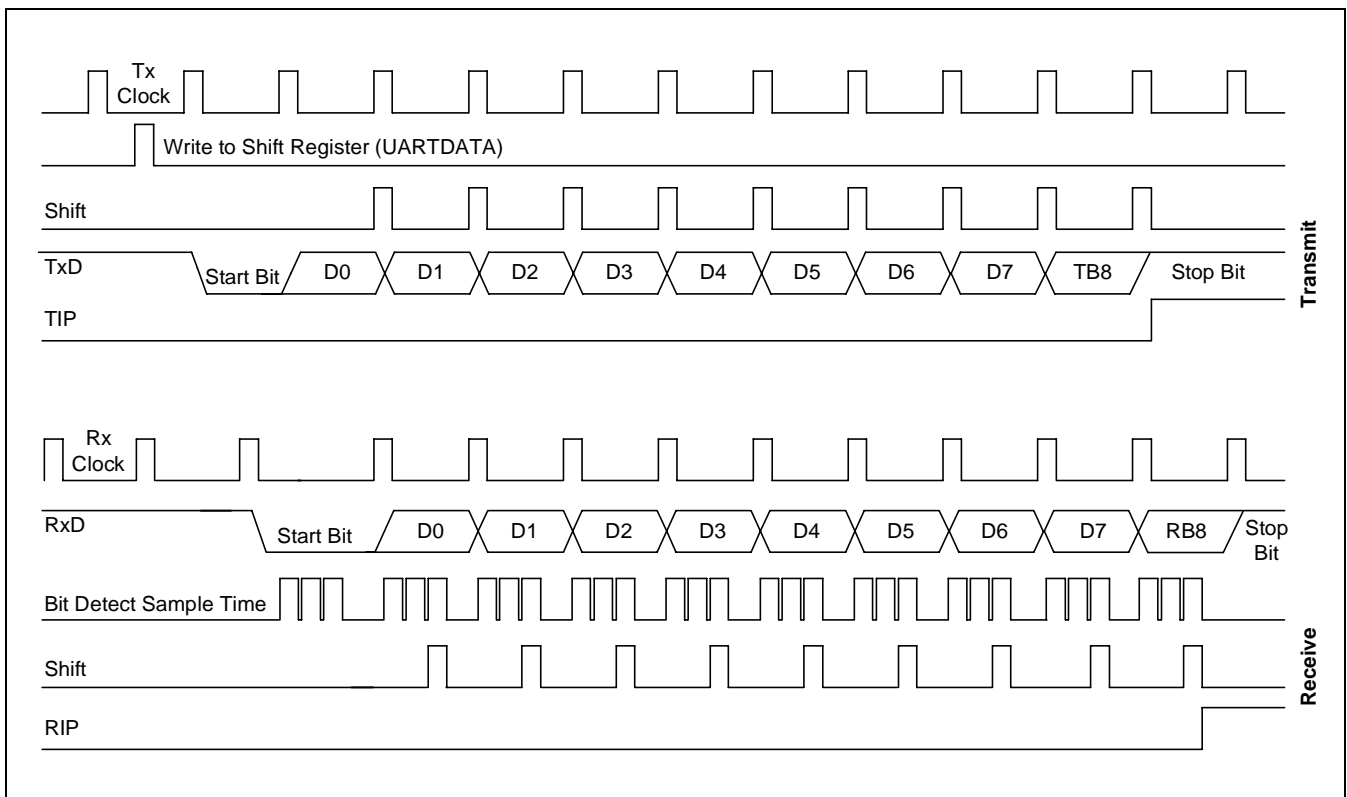 Tx
Clock
Write to Shift Register (UARTDATA)
Shift
TxD
Start Bit
D0
D1
D2
D3
D4
D5
D6
D7
TB8
Stop Bit
TIP
Transmit
Rx
Clock
RxD
Start Bit
D0
D1
D2
D3
D4
D5
D6
D7
RB8
Stop
Bit
Bit Detect Sample Time
Shift
RIP
Receive